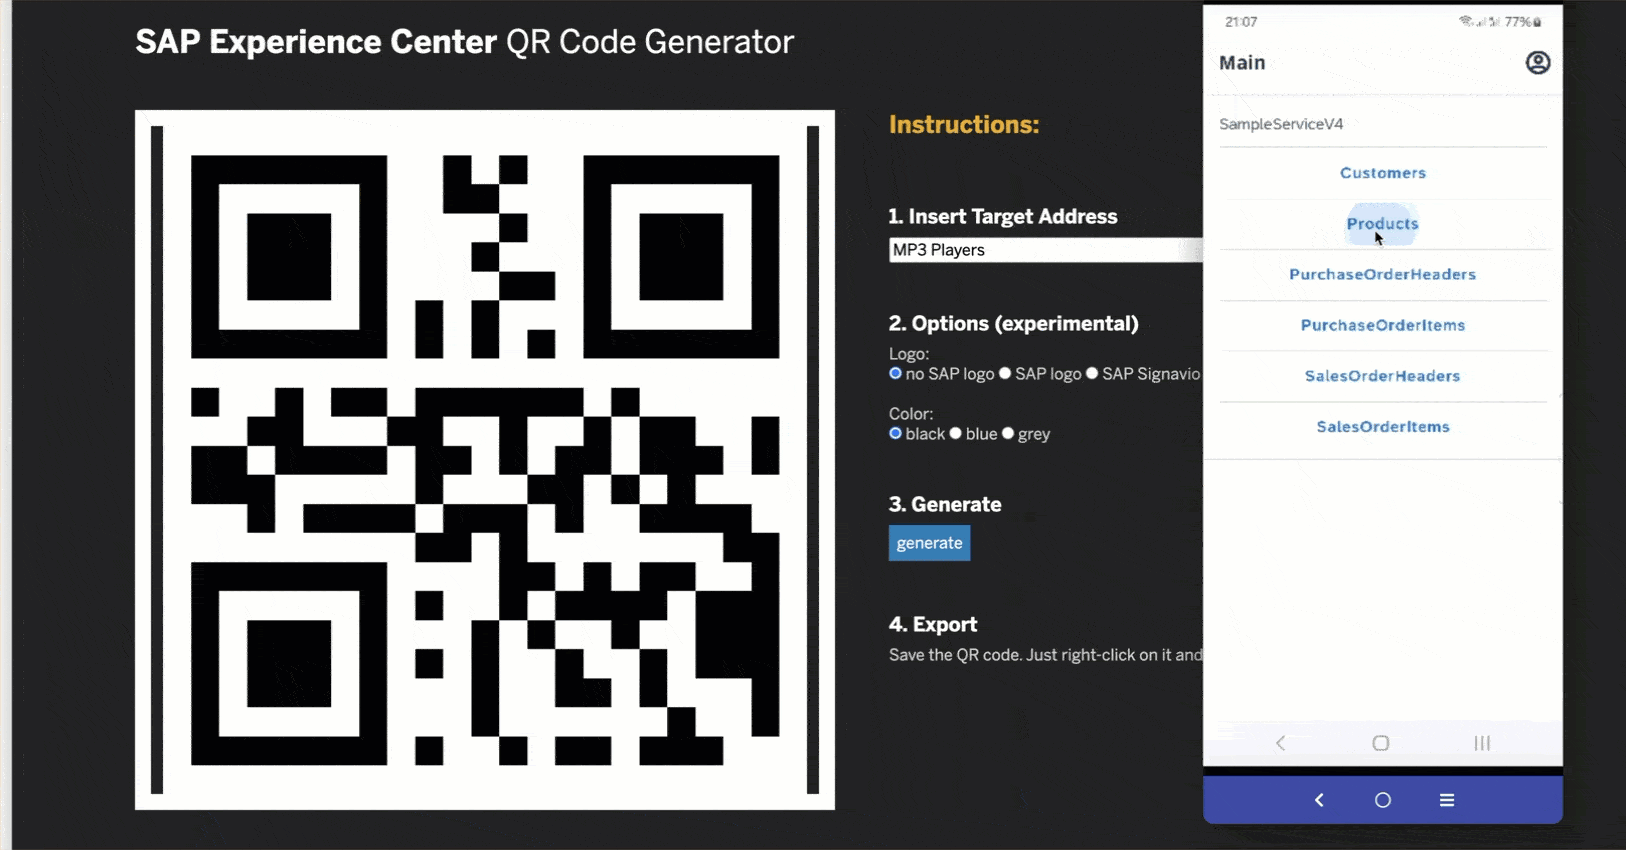 SAP Experience Center QR Code Generator
Instructions:
1. Insert Target Address
MP3 Players
2. Options (experimental)
Logo:
no SAP logo SAP logo SAP Signavio
Color:
black blue grey
3. Generate
generate
4. Export
Save the QR code. Just right-click on it and
21:07
77%
Main
SampleServiceV4
Customers
Products
PurchaseOrderHeaders
PurchaseOrderItems
SalesOrderHeaders
SalesOrderItems